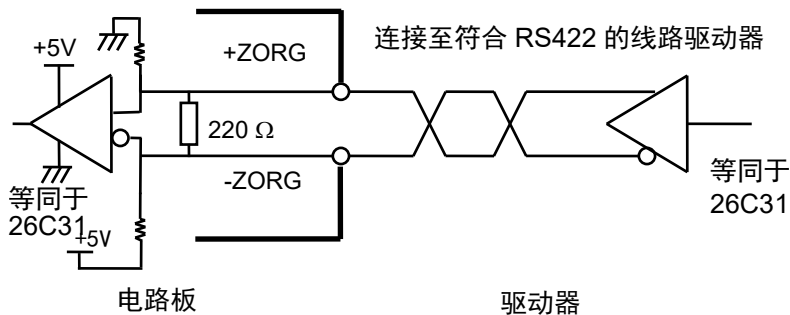 连接至符合 RS422 的线路驱动器
+5V
+ZORG
220 Ω
-ZORG
等同于
26C31
+5V
等同于
26C31
电路板
驱动器